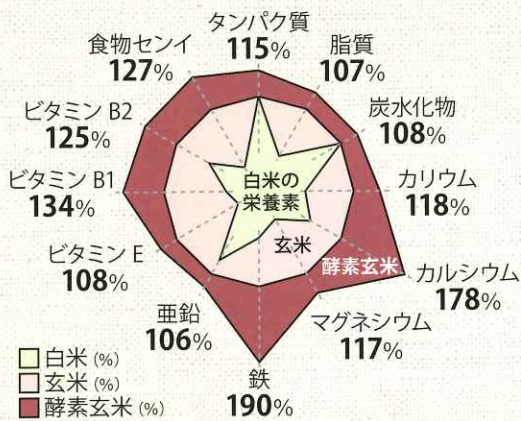 タンパク質
115%
脂質
107%
炭水化物
108%
カリウム
118%
カルシウム
178%
マグネシウム
117%
鉄
190%
亜鉛
106%
ビタミン E
108%
ビタミン B1
134%
ビタミン B2
125%
食物センイ
127%
白米の
栄養素
玄米
酵素玄米
白米 (%)
玄米 (%)
酵素玄米 (%)